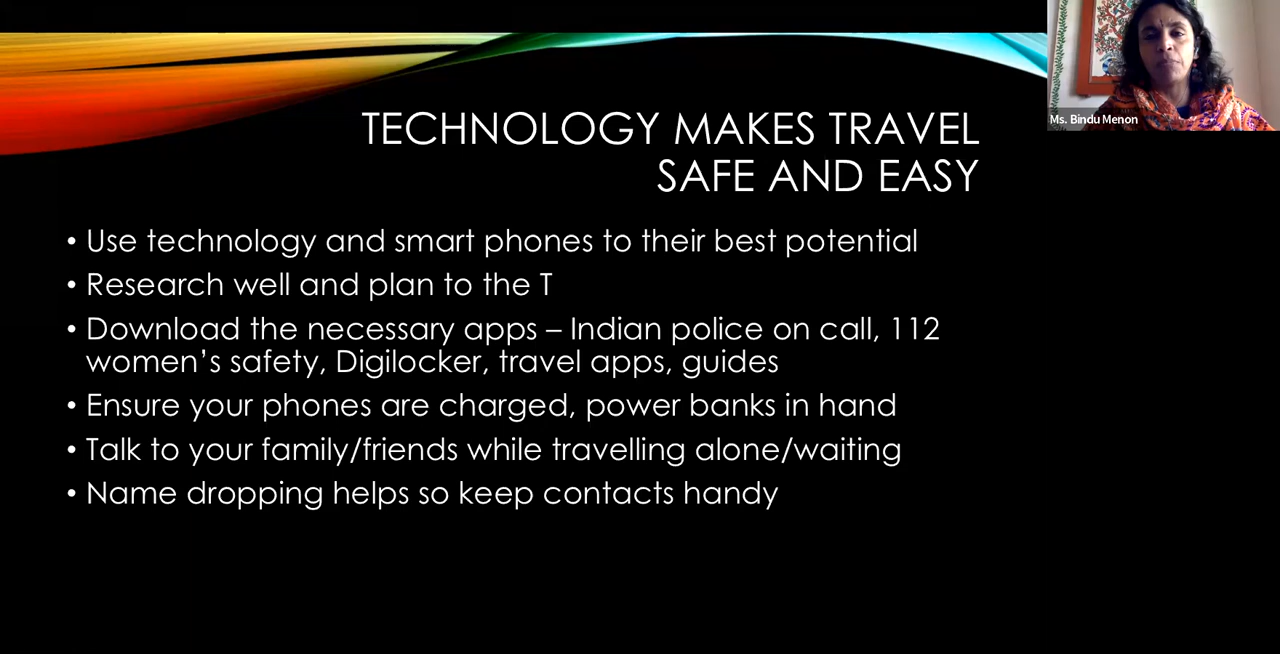 TECHNOLOGY MAKES TRAVEL
SAFE AND EASY
• Use technology and smart phones to their best potential
• Research well and plan to the T
• Download the necessary apps – Indian police on call, 112
women’s safety, Digilocker, travel apps, guides
• Ensure your phones are charged, power banks in hand
• Talk to your family/friends while travelling alone/waiting
• Name dropping helps so keep contacts handy
Ms. Bindu Menon